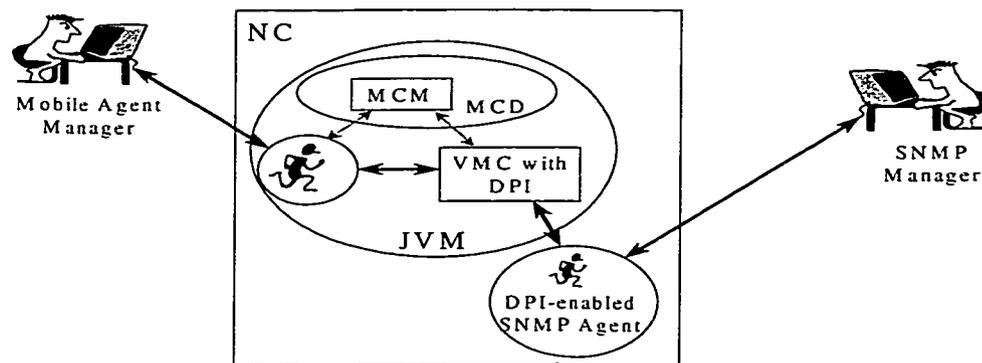 NC
MCM
MCD
Mobile Agent
Manager
VMC with
DPI
SNMP
Manager
JVM
DPI-enabled
SNMP Agent